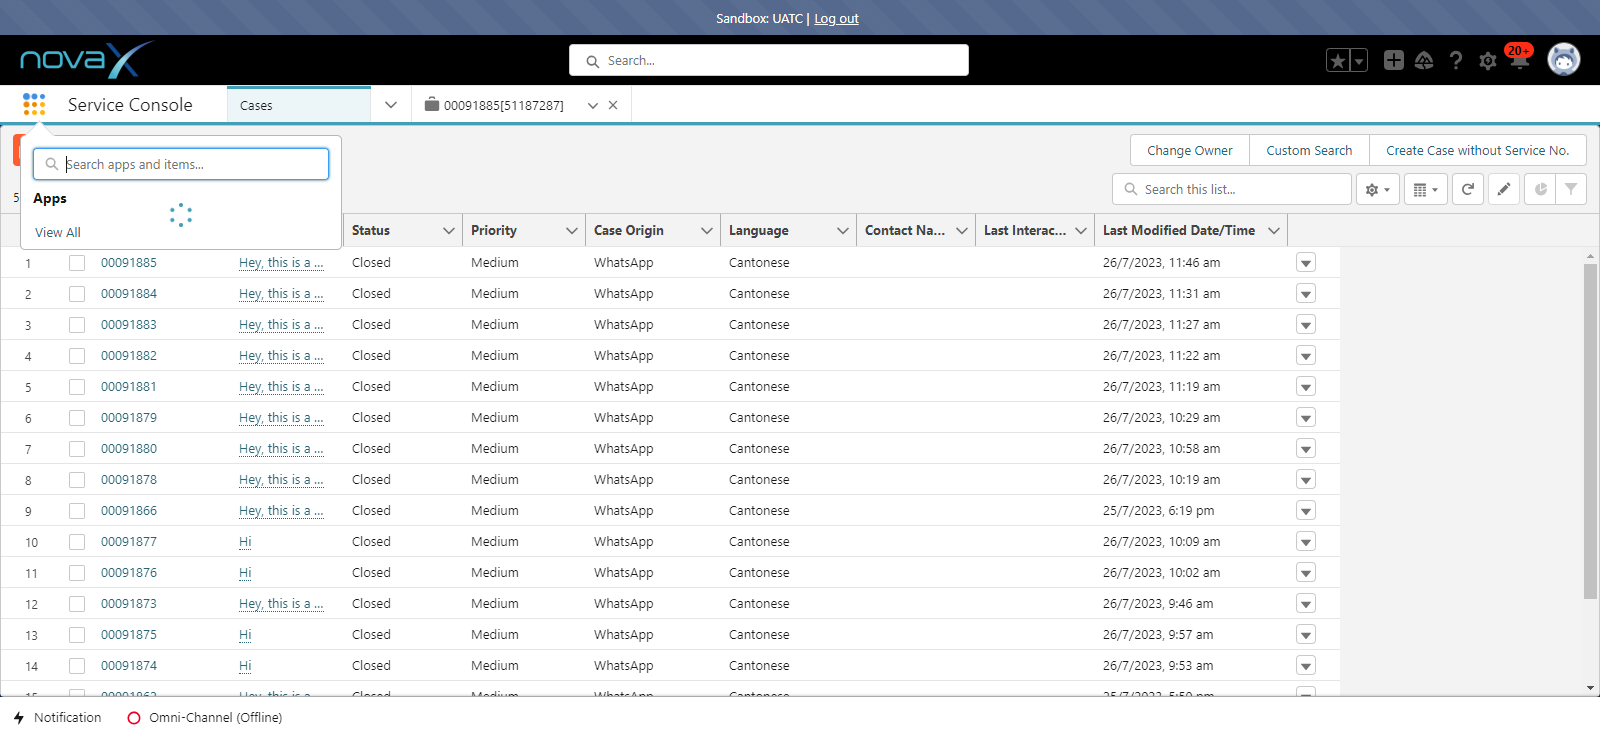 Sandbox: UATC | Log out
novaX
Search...
20+
Service Console
Cases
00091885[51187287]
Search apps and items...
Apps
View All
Change Owner
Custom Search
Create Case without Service No.
5
Search this list...
Status
Priority
Case Origin
Language
Contact Na...
Last Interac...
Last Modified Date/Time
1 00091885 Hey, this is a ... Closed Medium WhatsApp Cantonese 26/7/2023, 11:46 am
2 00091884 Hey, this is a ... Closed Medium WhatsApp Cantonese 26/7/2023, 11:31 am
3 00091883 Hey, this is a ... Closed Medium WhatsApp Cantonese 26/7/2023, 11:27 am
4 00091882 Hey, this is a ... Closed Medium WhatsApp Cantonese 26/7/2023, 11:22 am
5 00091881 Hey, this is a ... Closed Medium WhatsApp Cantonese 26/7/2023, 11:19 am
6 00091879 Hey, this is a ... Closed Medium WhatsApp Cantonese 26/7/2023, 10:29 am
7 00091880 Hey, this is a ... Closed Medium WhatsApp Cantonese 26/7/2023, 10:58 am
8 00091878 Hey, this is a ... Closed Medium WhatsApp Cantonese 26/7/2023, 10:19 am
9 00091866 Hey, this is a ... Closed Medium WhatsApp Cantonese 25/7/2023, 6:19 pm
10 00091877 Hi Closed Medium WhatsApp Cantonese 26/7/2023, 10:09 am
11 00091876 Hi Closed Medium WhatsApp Cantonese 26/7/2023, 10:02 am
12 00091873 Hey, this is a ... Closed Medium WhatsApp Cantonese 26/7/2023, 9:46 am
13 00091875 Hi Closed Medium WhatsApp Cantonese 26/7/2023, 9:57 am
14 00091874 Hi Closed Medium WhatsApp Cantonese 26/7/2023, 9:53 am
Notification
Omni-Channel (Offline)